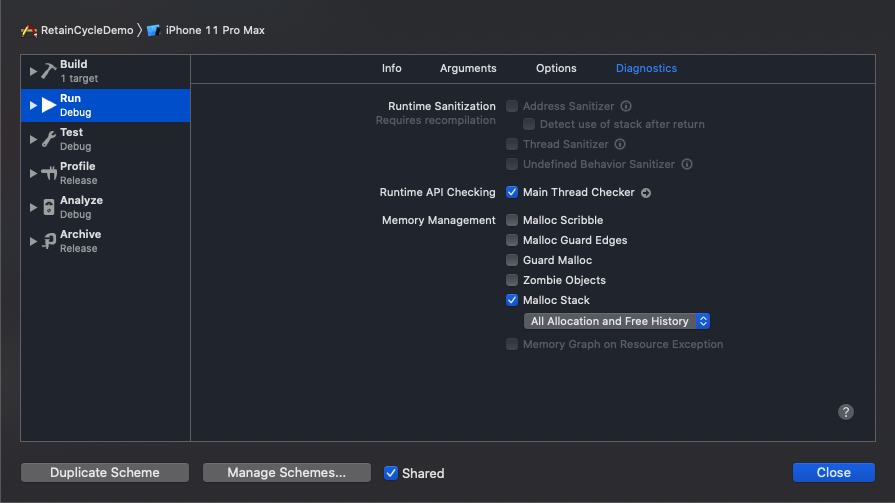 RetainCycleDemo 〉 iPhone 11 Pro Max
Build
1 target
Run
Debug
Test
Debug
Profile
Release
Analyze
Debug
Archive
Release
Info Arguments Options Diagnostics
Runtime Sanitization Address Sanitizer
Requires recompilation Detect use of stack after return
Thread Sanitizer
Undefined Behavior Sanitizer
Runtime API Checking Main Thread Checker
Memory Management Malloc Scribble
Malloc Guard Edges
Guard Malloc
Zombie Objects
Malloc Stack
All Allocation and Free History
Memory Graph on Resource Exception
?
Duplicate Scheme Manage Schemes... Shared Close